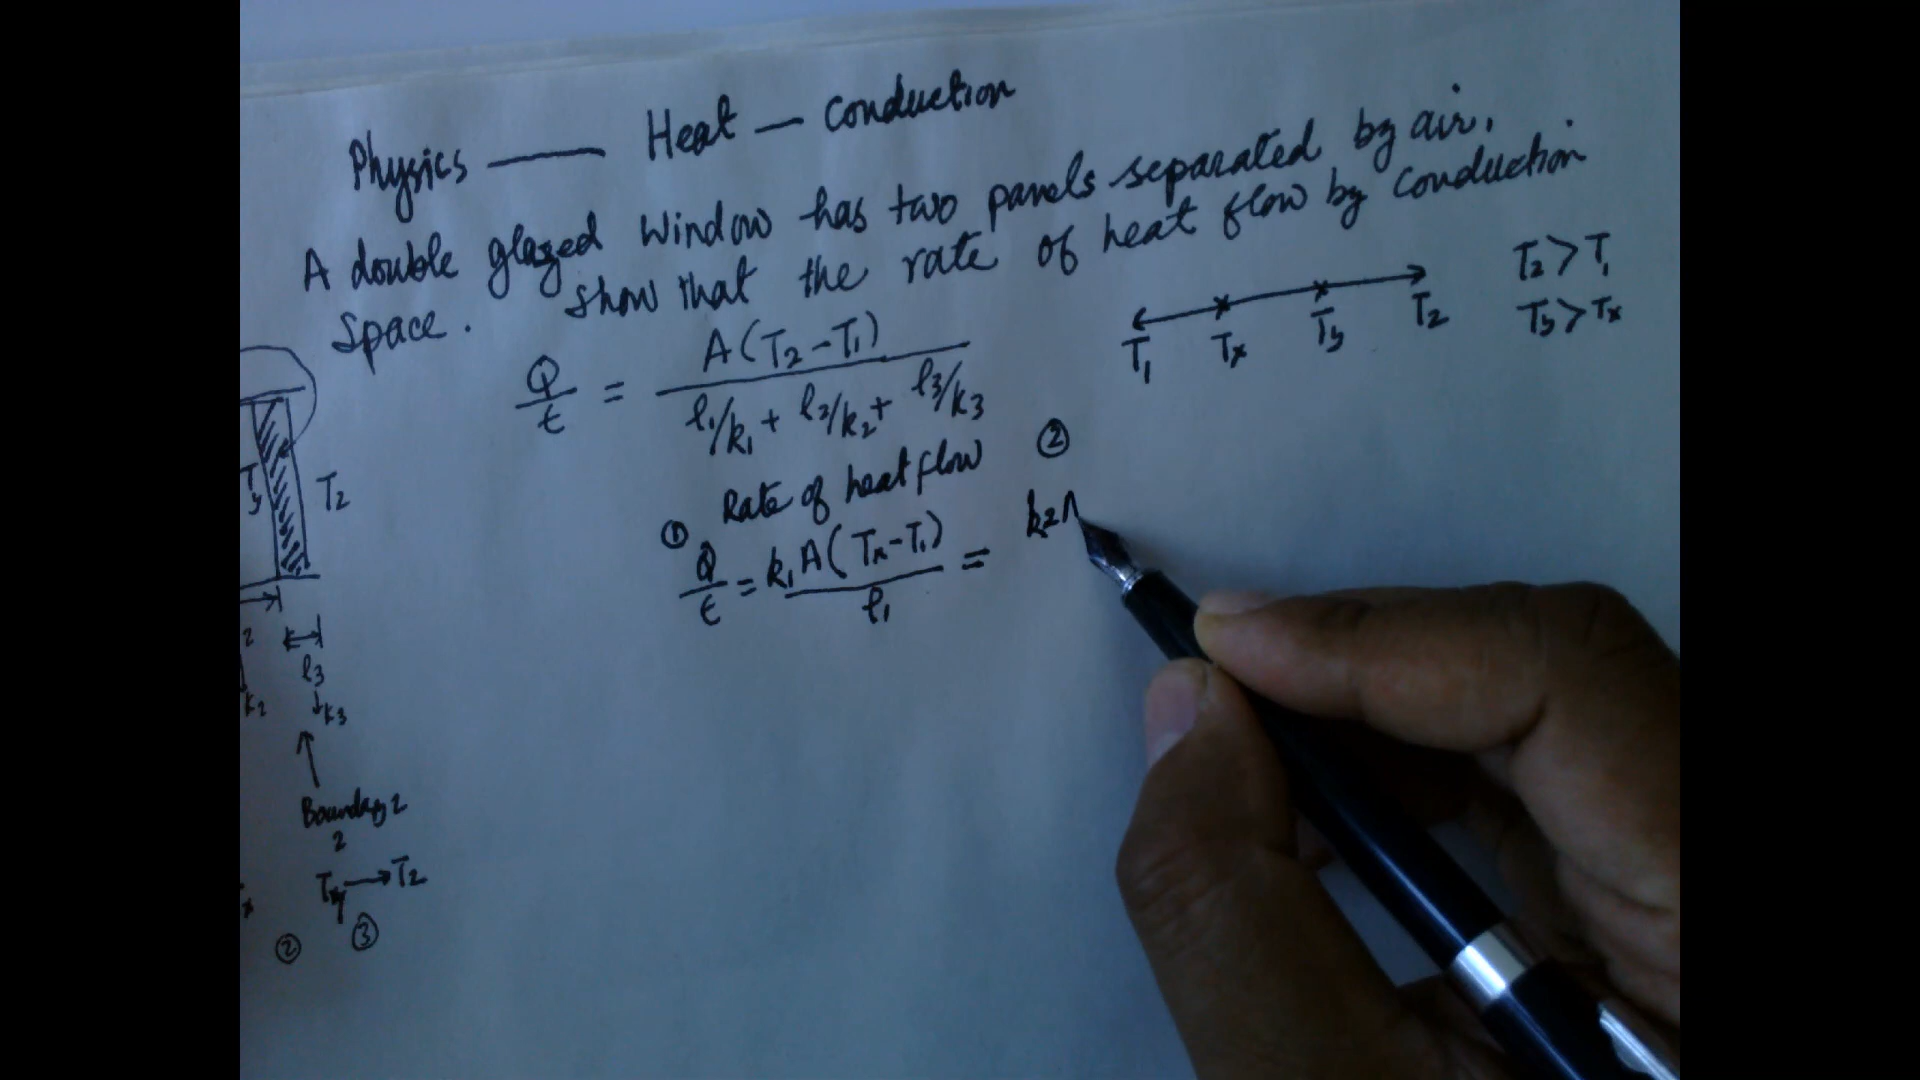 Physics — Heat — Conduction
A double glazed window has two panels separated by air.
Space. Show that the rate of heat flow by conduction
Q/t = A(T2-T1) / l1/k1 + l2/k2 + l3/k3
T1 Tx Ty T2
T2 > T1
Ty > Tx
Ty T2
Rate of heat flow
① Q/t = k1A(Tx-T1)/l1 =
② k2A
2 l3
k2 k3
Boundary 2
2
Txy → T2
x
② ③